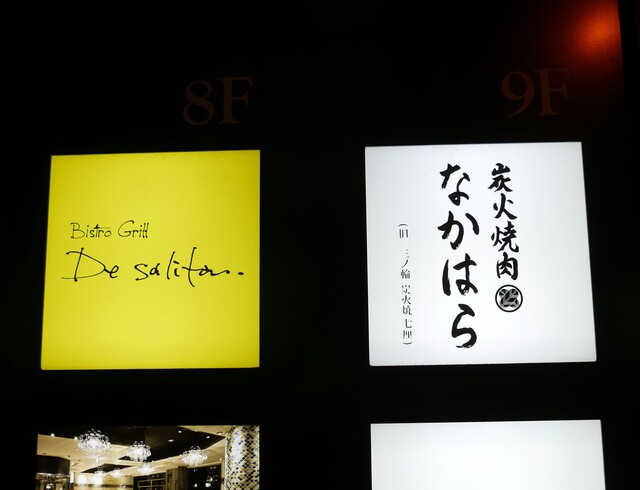 8F
Bistro Grill
De saliton.
9F
炭火焼肉
なかはら
(旧 三ノ輪 炭火焼 七厘)